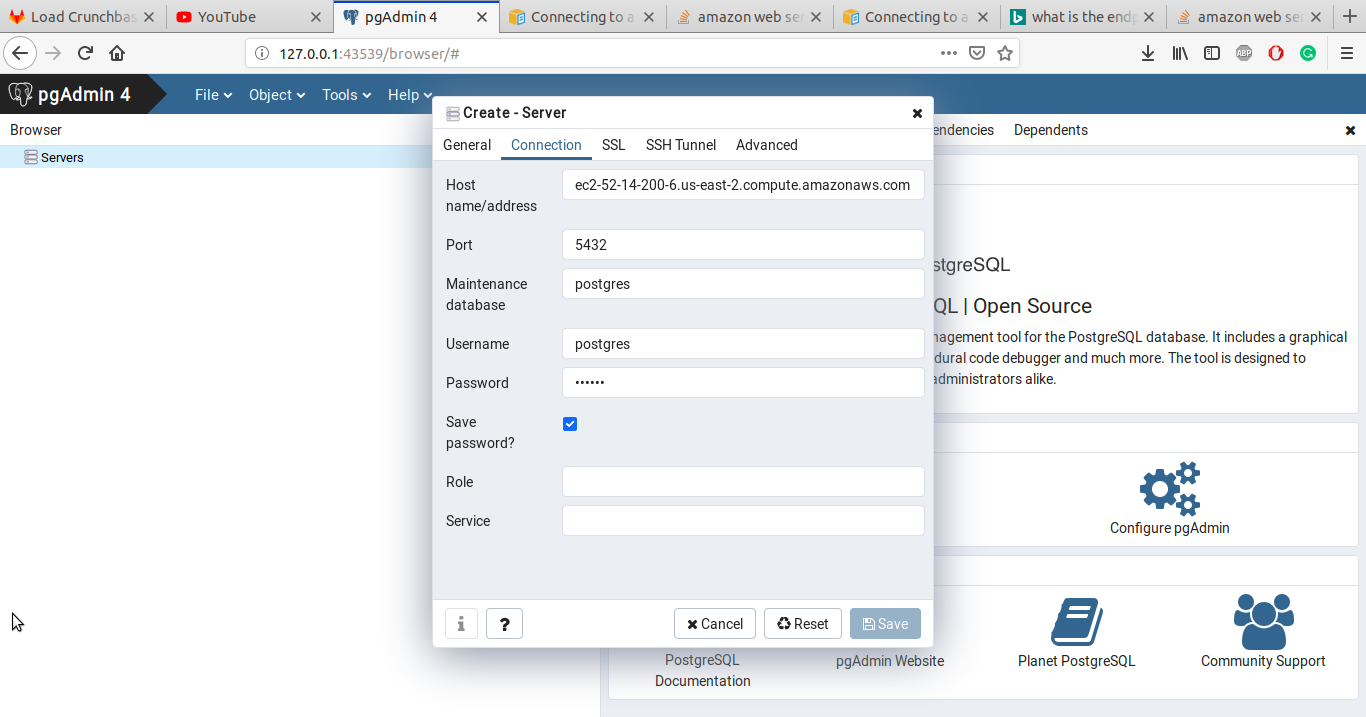 Load Crunchbas
YouTube
pgAdmin 4
Connecting to a
amazon web ser
Connecting to a
what is the endp
amazon web ser
127.0.0.1:43539/browser/#
ABP
pgAdmin 4
File
Object
Tools
Help
Browser
Servers
endencies
Dependents
Create - Server
General
Connection
SSL
SSH Tunnel
Advanced
Host
name/address
ec2-52-14-200-6.us-east-2.compute.amazonaws.com
Port
5432
Maintenance
database
postgres
Username
postgres
Password
••••••
Save
password?
Role
Service
i
?
Cancel
Reset
Save
stgreSQL
QL | Open Source
nagement tool for the PostgreSQL database. It includes a graphical
dural code debugger and much more. The tool is designed to
administrators alike.
Configure pgAdmin
PostgreSQL
Documentation
pgAdmin Website
Planet PostgreSQL
Community Support